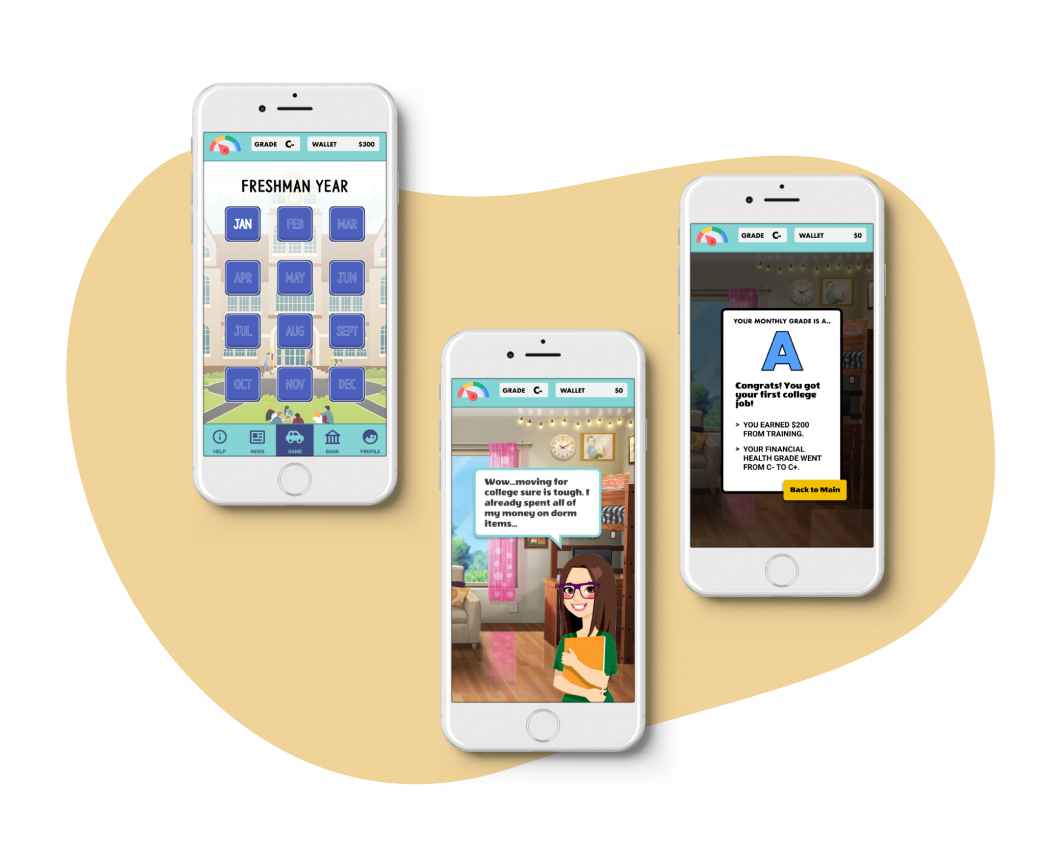 GRADE C- WALLET $300
FRESHMAN YEAR
JAN FEB MAR
APR MAY JUN
JUL AUG SEPT
OCT NOV DEC
HELP NEWS GAME BANK PROFILE
GRADE C- WALLET $0
Wow...moving for
college sure is tough. I
already spent all of
my money on dorm
items...
GRADE C- WALLET $0
YOUR MONTHLY GRADE IS A..
A
Congrats! You got
your first college
job!
> YOU EARNED $200
FROM TRAINING.
> YOUR FINANCIAL
HEALTH GRADE WENT
FROM C- TO C+.
Back to Main